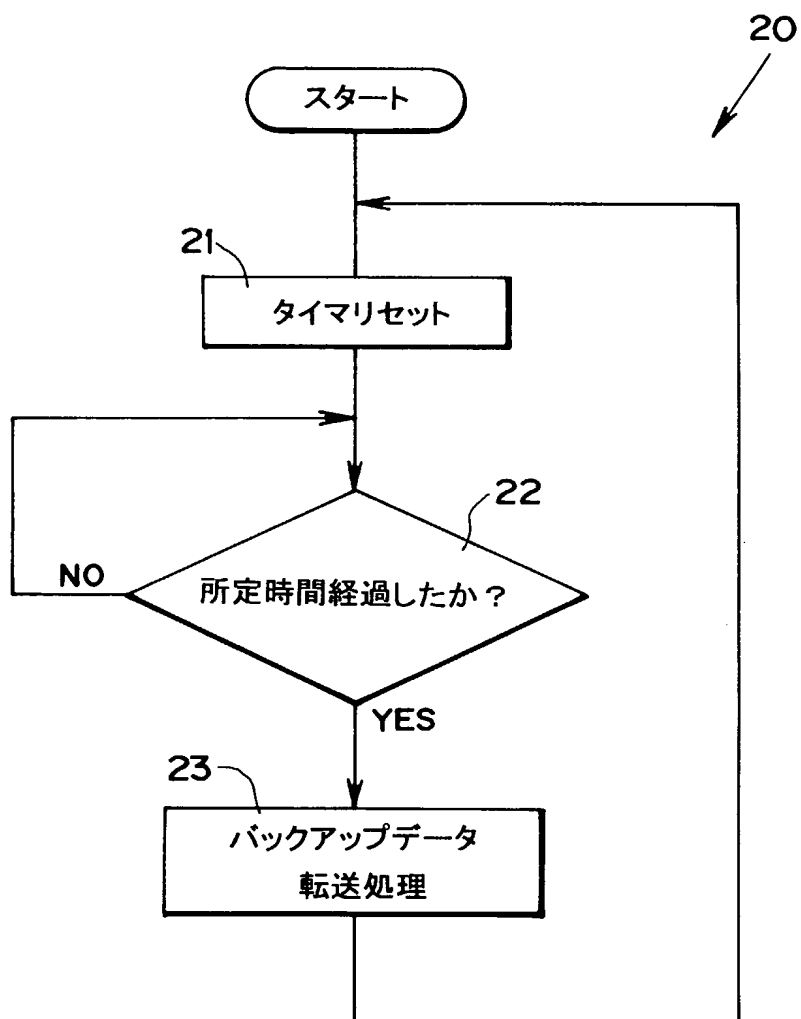 20
スタート
21
タイマリセット
22
所定時間経過したか？
NO
YES
23
バックアップデータ
転送処理